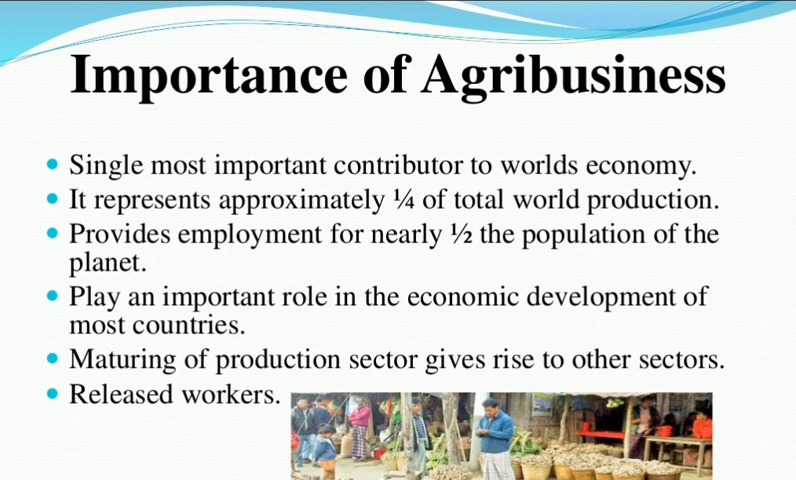 Importance of Agribusiness
Single most important contributor to worlds economy.
It represents approximately ¼ of total world production.
Provides employment for nearly ½ the population of the
planet.
Play an important role in the economic development of
most countries.
Maturing of production sector gives rise to other sectors.
Released workers.